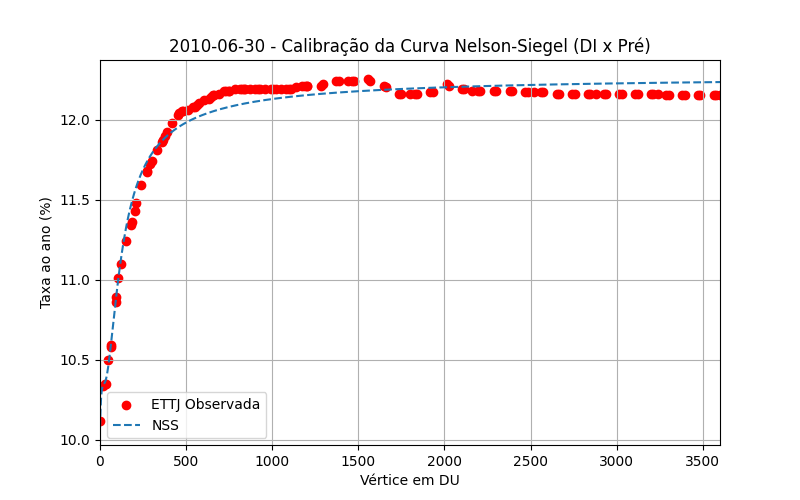 2010-06-30 - Calibração da Curva Nelson-Siegel (DI x Pré)
Taxa ao ano (%)
12.0
11.5
11.0
10.5
10.0
ETTJ Observada
NSS
0 500 1000 1500 2000 2500 3000 3500
Vértice em DU